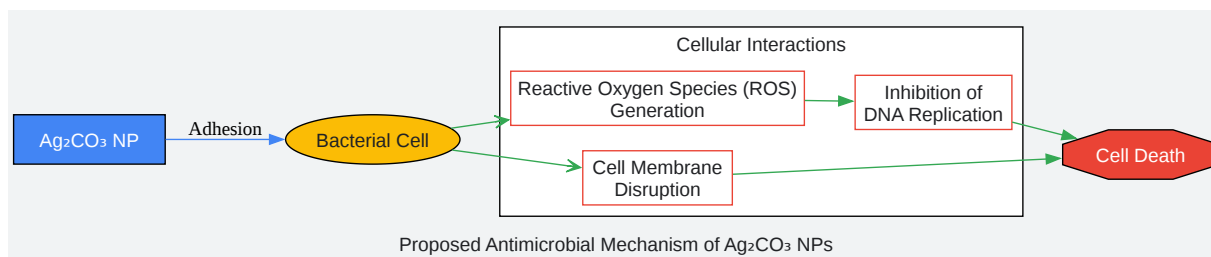 Cellular Interactions
Reactive Oxygen Species (ROS)
Generation
Inhibition of
DNA Replication
Ag₂CO₃ NP
Adhesion
Bacterial Cell
Cell Membrane
Disruption
Cell Death
Proposed Antimicrobial Mechanism of Ag₂CO₃ NPs